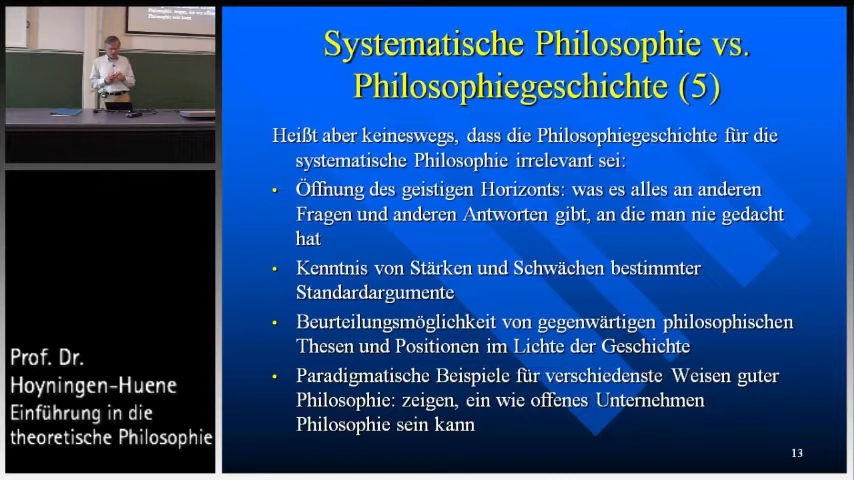 Systematische Philosophie vs.
Philosophiegeschichte (5)
Heißt aber keineswegs, dass die Philosophiegeschichte für die
systematische Philosophie irrelevant sei:
• Öffnung des geistigen Horizonts: was es alles an anderen
Fragen und anderen Antworten gibt, an die man nie gedacht
hat
• Kenntnis von Stärken und Schwächen bestimmter
Standardargumente
• Beurteilungsmöglichkeit von gegenwärtigen philosophischen
Thesen und Positionen im Lichte der Geschichte
• Paradigmatische Beispiele für verschiedenste Weisen guter
Philosophie: zeigen, ein wie offenes Unternehmen
Philosophie sein kann
13
Prof. Dr.
Hoyningen-Huene
Einführung in die
theoretische Philosophie